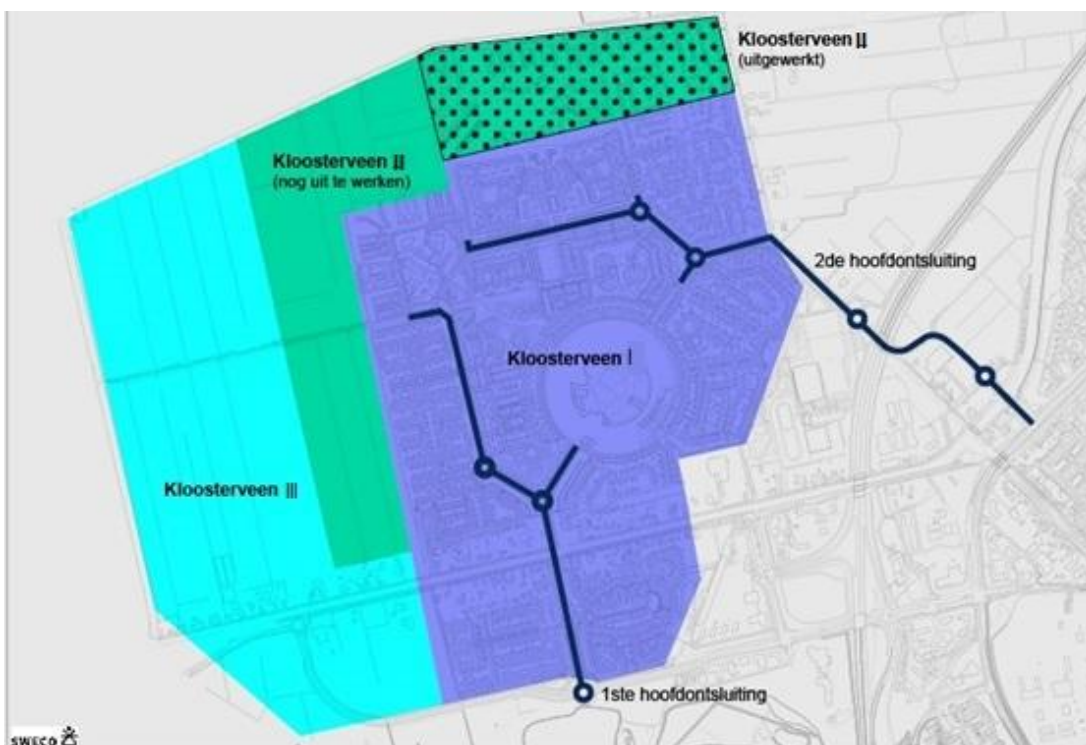 Kloosterveen II
(uitgewerkt)
Kloosterveen II
(nog uit te werken)
2de hoofdontsluiting
Kloosterveen I
Kloosterveen III
1ste hoofdontsluiting
SWECO